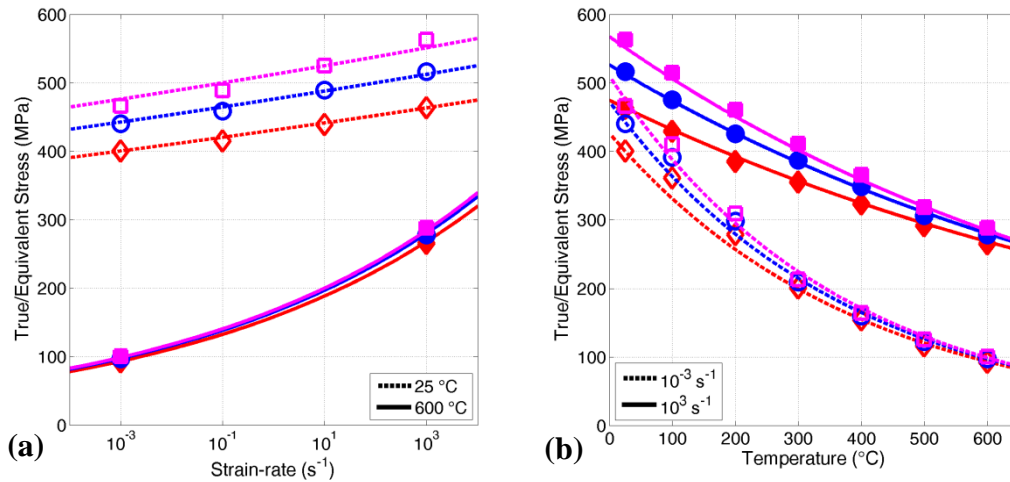 600
500
400
300
200
100
0
True/Equivalent Stress (MPa)
25 °C
600 °C
10-3
10-1
101
103
Strain-rate (s-1)
(a)
600
500
400
300
200
100
0
True/Equivalent Stress (MPa)
10-3 s-1
103 s-1
0
100
200
300
400
500
600
Temperature (°C)
(b)